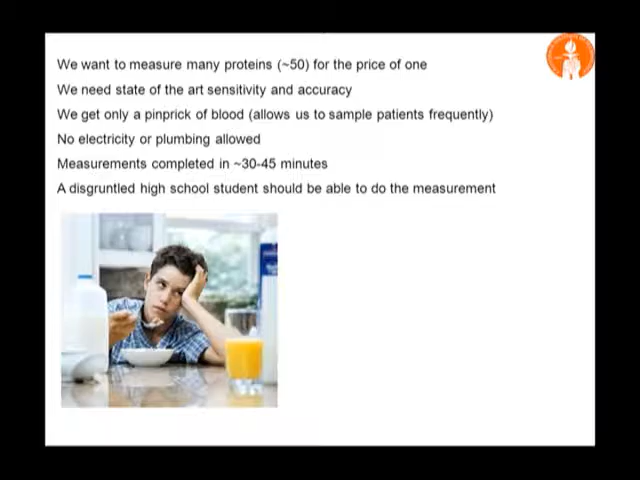 We want to measure many proteins (~50) for the price of one
We need state of the art sensitivity and accuracy
We get only a pinprick of blood (allows us to sample patients frequently)
No electricity or plumbing allowed
Measurements completed in ~30-45 minutes
A disgruntled high school student should be able to do the measurement